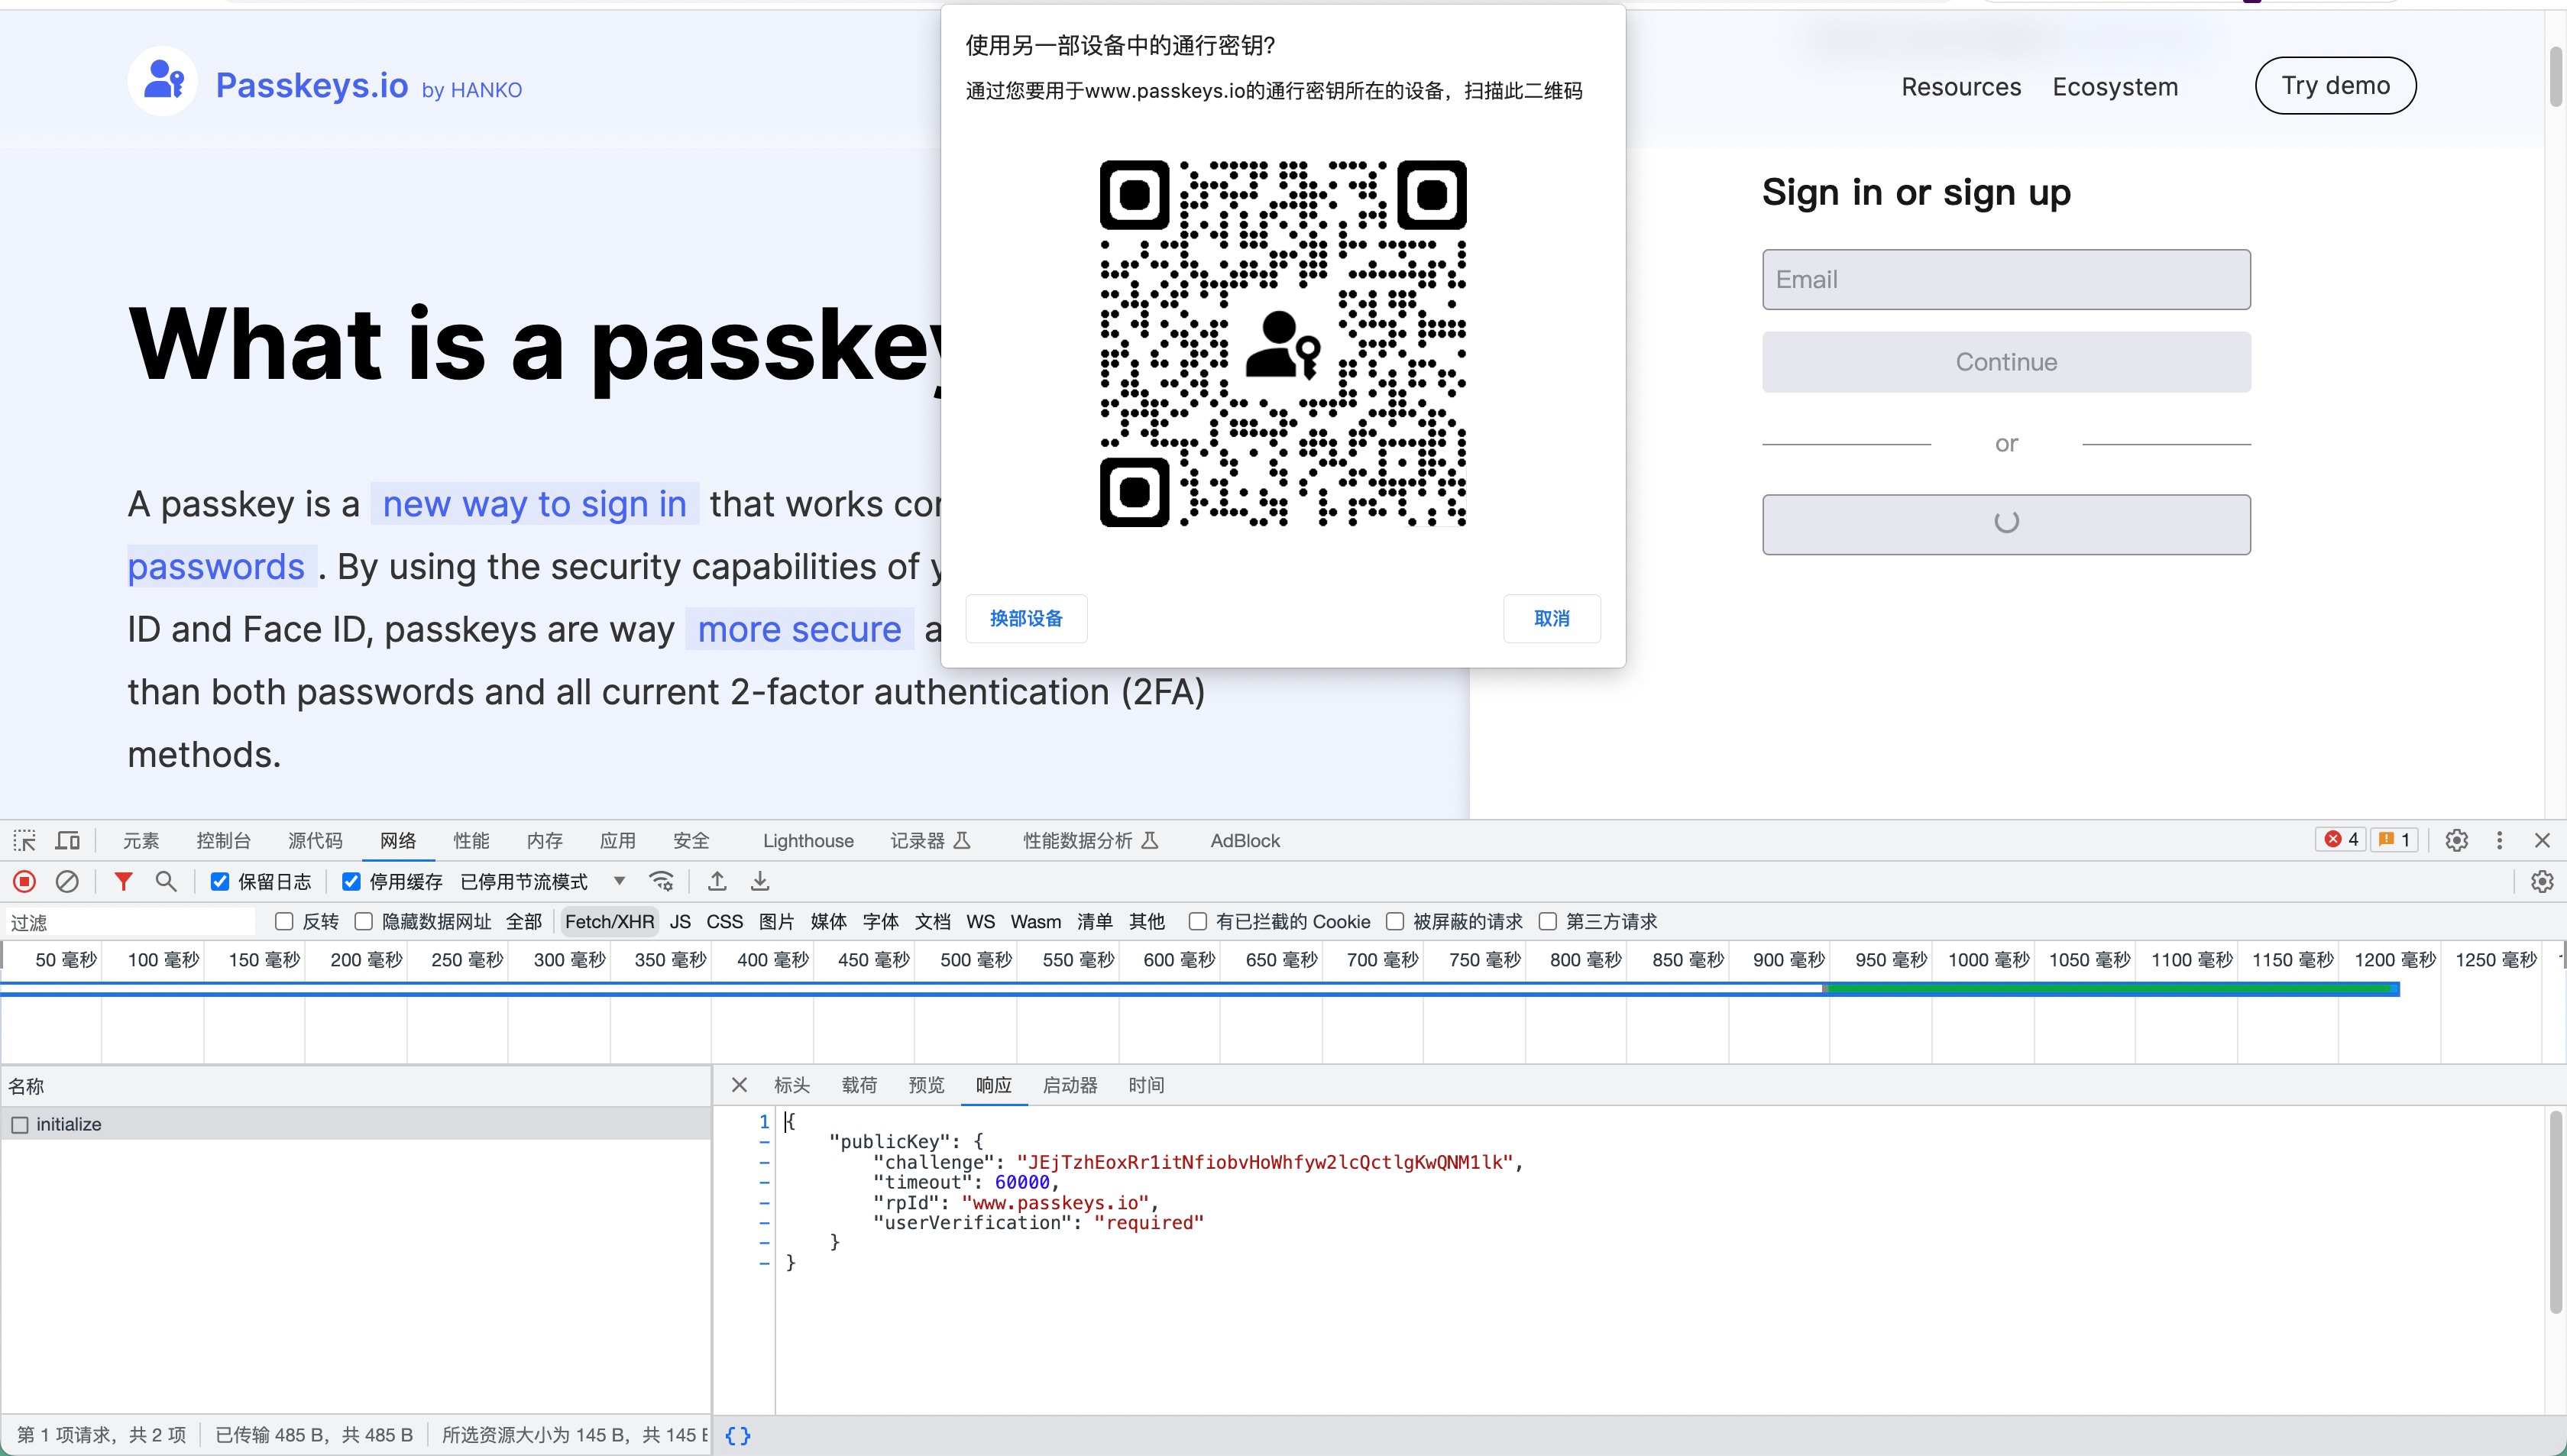 Passkeys.io by HANKO
Resources Ecosystem Try demo
使用另一部设备中的通行密钥?
通过您要用于www.passkeys.io的通行密钥所在的设备，扫描此二维码
换部设备 取消
What is a passkey
A passkey is a new way to sign in that works
passwords . By using the security capabilities of
ID and Face ID, passkeys are way more secure
than both passwords and all current 2-factor authentication (2FA)
methods.
Sign in or sign up
Email
Continue
or
元素 控制台 源代码 网络 性能 内存 应用 安全 Lighthouse 记录器 性能数据分析 AdBlock 4 1
保留日志 停用缓存 已停用节流模式
过滤 反转 隐藏数据网址 全部 Fetch/XHR JS CSS 图片 媒体 字体 文档 WS Wasm 清单 其他 有已拦截的 Cookie 被屏蔽的请求 第三方请求
50 毫秒 100 毫秒 150 毫秒 200 毫秒 250 毫秒 300 毫秒 350 毫秒 400 毫秒 450 毫秒 500 毫秒 550 毫秒 600 毫秒 650 毫秒 700 毫秒 750 毫秒 800 毫秒 850 毫秒 900 毫秒 950 毫秒 1000 毫秒 1050 毫秒 1100 毫秒 1150 毫秒 1200 毫秒 1250 毫秒
名称
initialize
标头 载荷 预览 响应 启动器 时间
1 {
"publicKey": {
"challenge": "JEjTzhEoxRr1itNfiobvHoWhfyw2lcQctlgKwQNM1lk",
"timeout": 60000,
"rpId": "www.passkeys.io",
"userVerification": "required"
}
}
第 1 项请求，共 2 项 已传输 485 B，共 485 B 所选资源大小为 145 B，共 145 { }